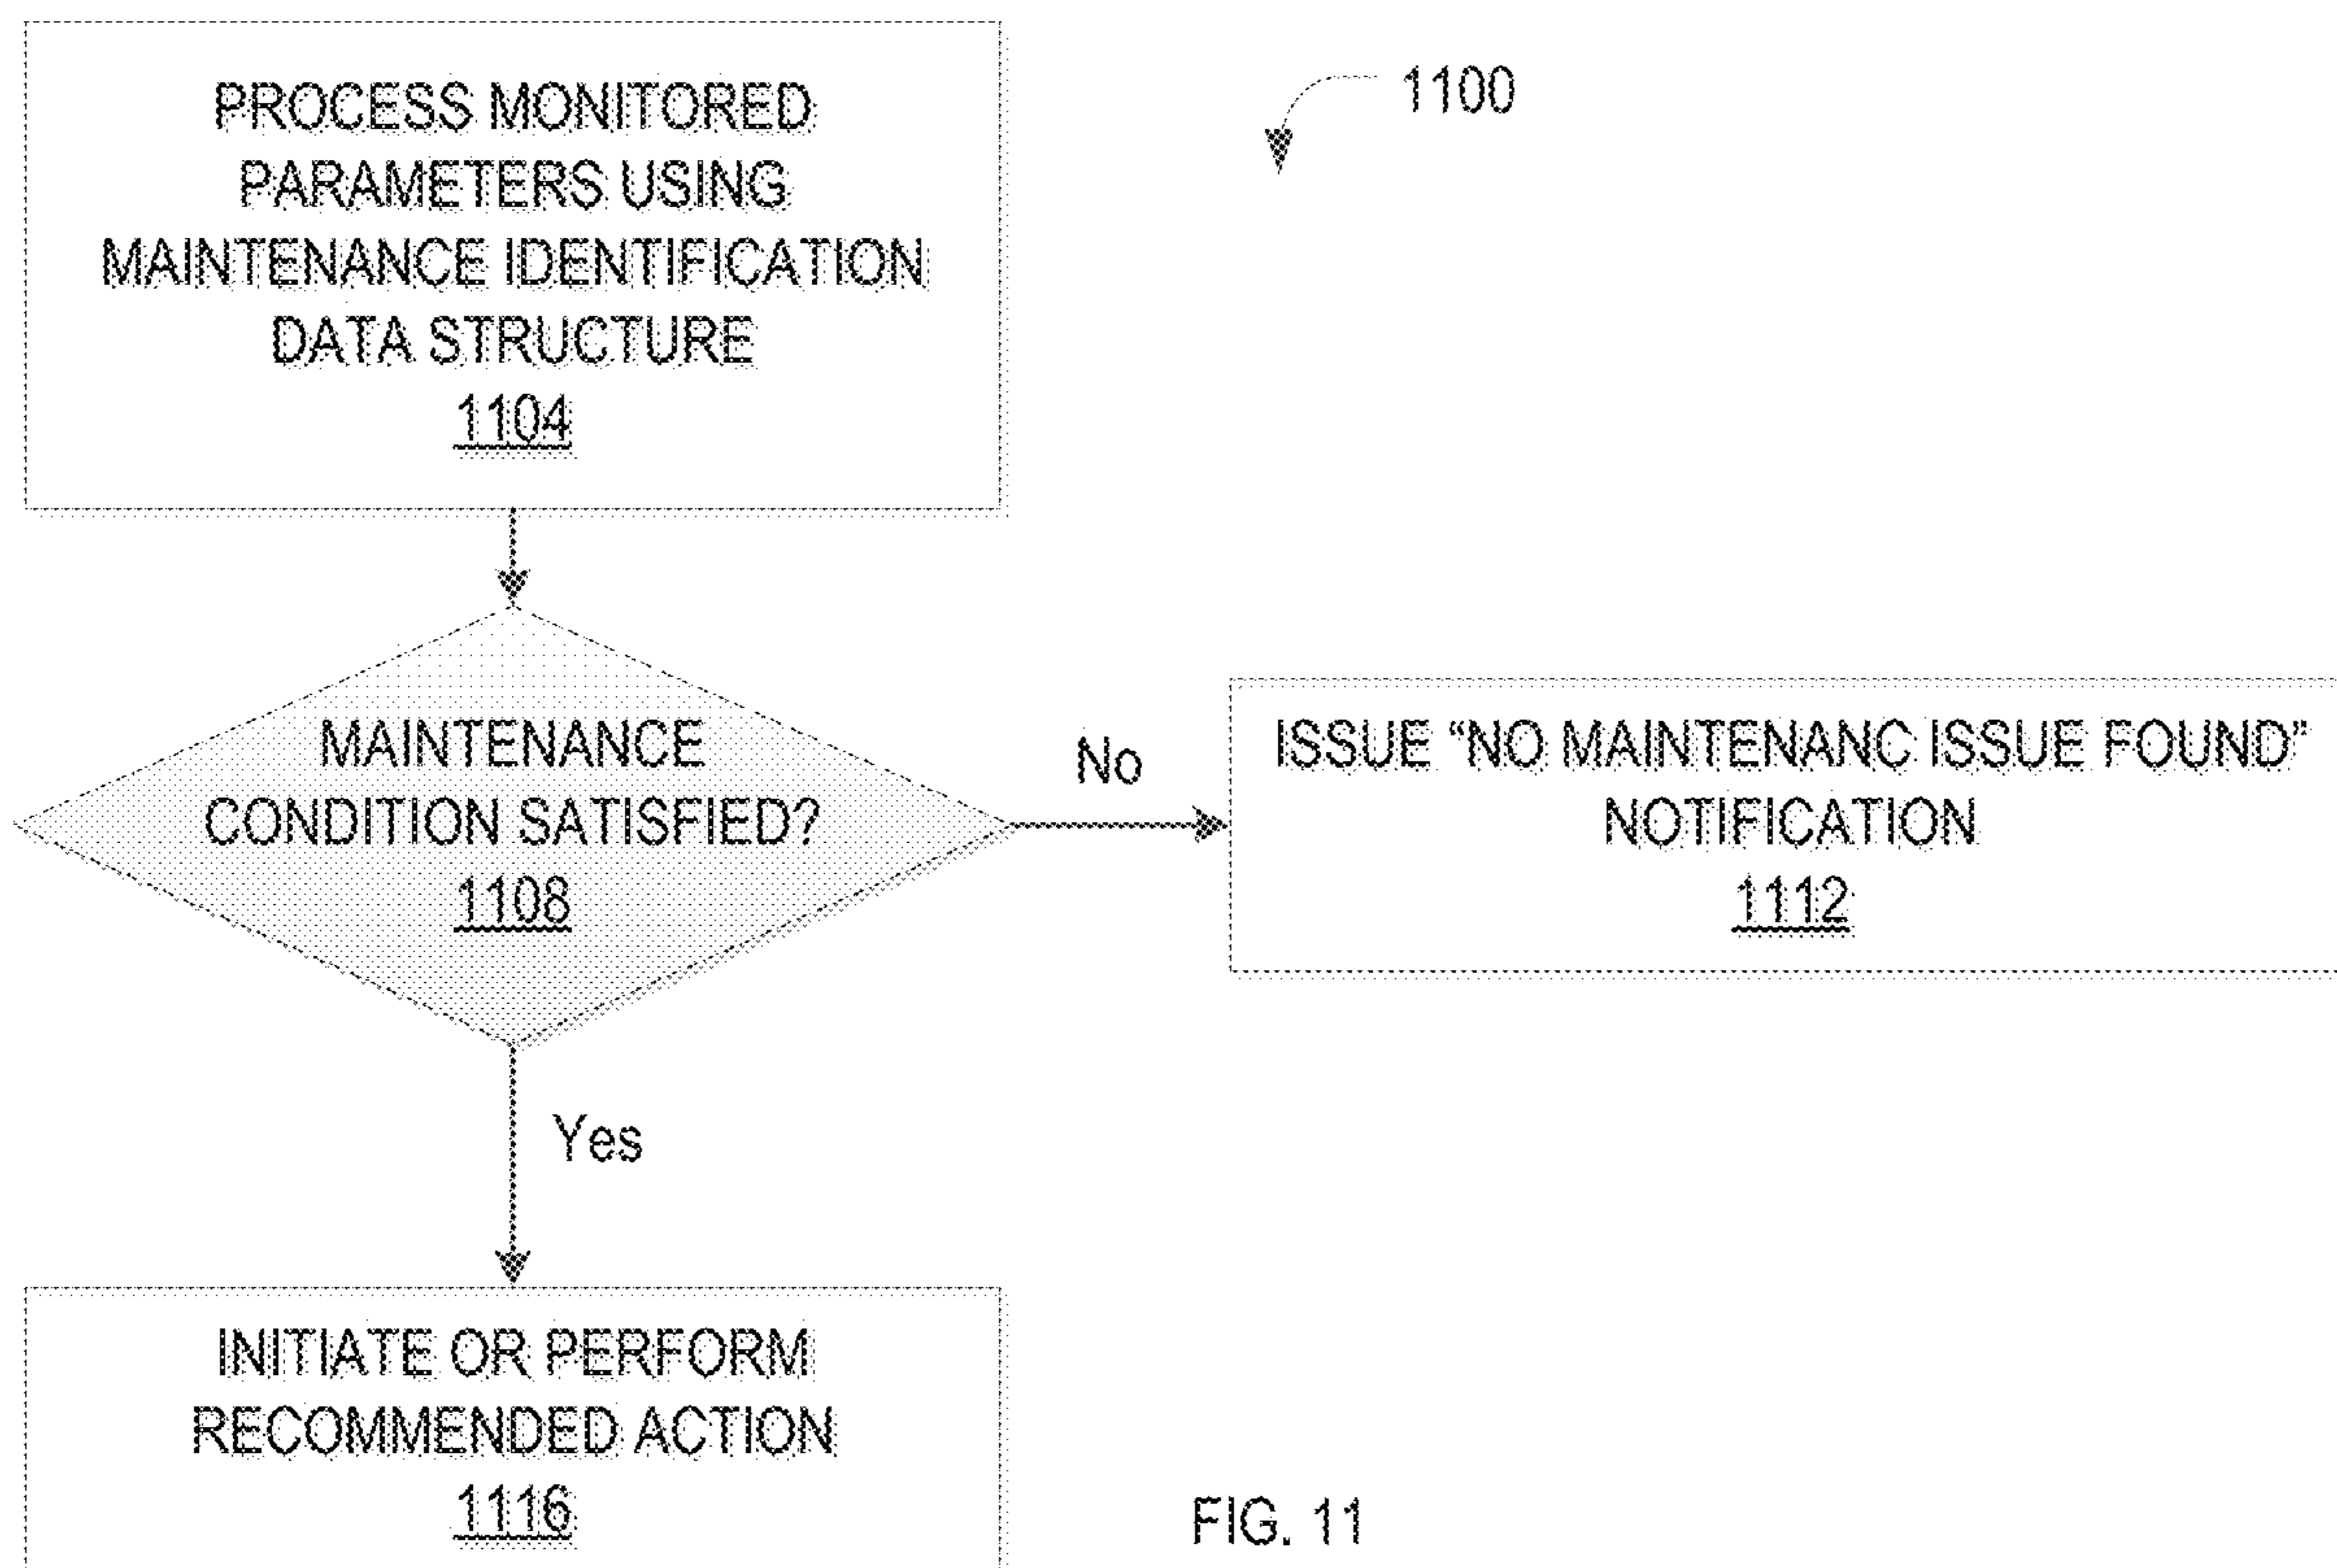 PROCESS MONITORED
PARAMETERS USING
MAINTENANCE IDENTIFICATION
DATA STRUCTURE
1104
1100
MAINTENANCE
CONDITION SATISFIED?
1108
No
ISSUE “NO MAINTENANC ISSUE FOUND”
NOTIFICATION
1112
Yes
INITIATE OR PERFORM
RECOMMENDED ACTION
1116
FIG. 11